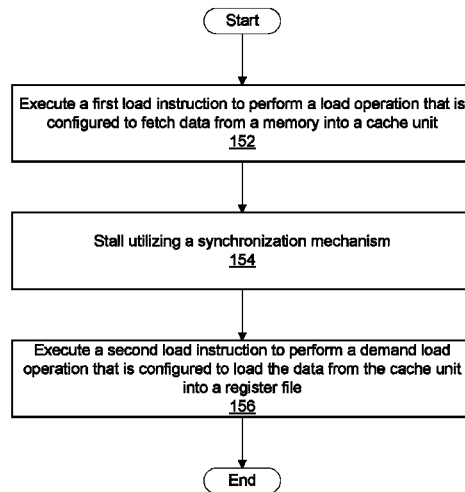 Start
Execute a first load instruction to perform a load operation that is
configured to fetch data from a memory into a cache unit
152
Stall utilizing a synchronization mechanism
154
Execute a second load instruction to perform a demand load
operation that is configured to load the data from the cache unit
into a register file
156
End